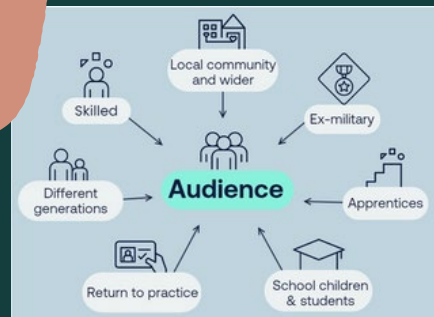 Local community
and wider
Skilled
Ex-military
Audience
Different
generations
Apprentices
Return to practice
School children
& students